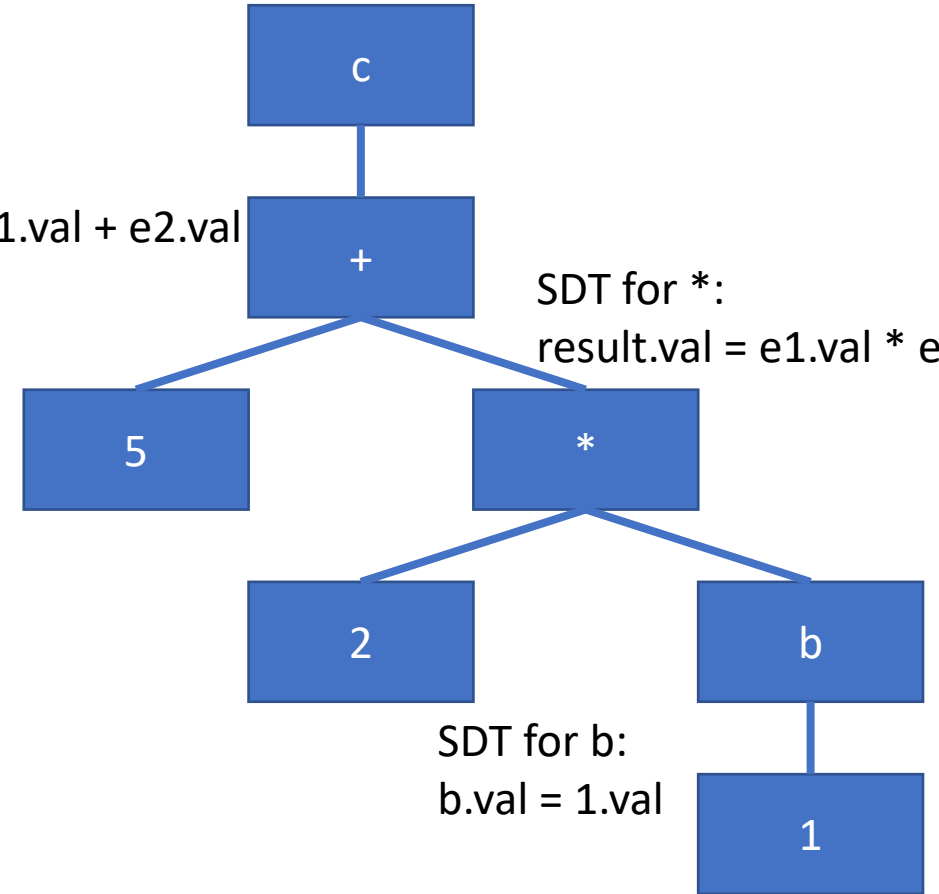 c
1.val + e2.val
+
SDT for *:
result.val = e1.val * e
5
*
2
b
SDT for b:
b.val = 1.val
1